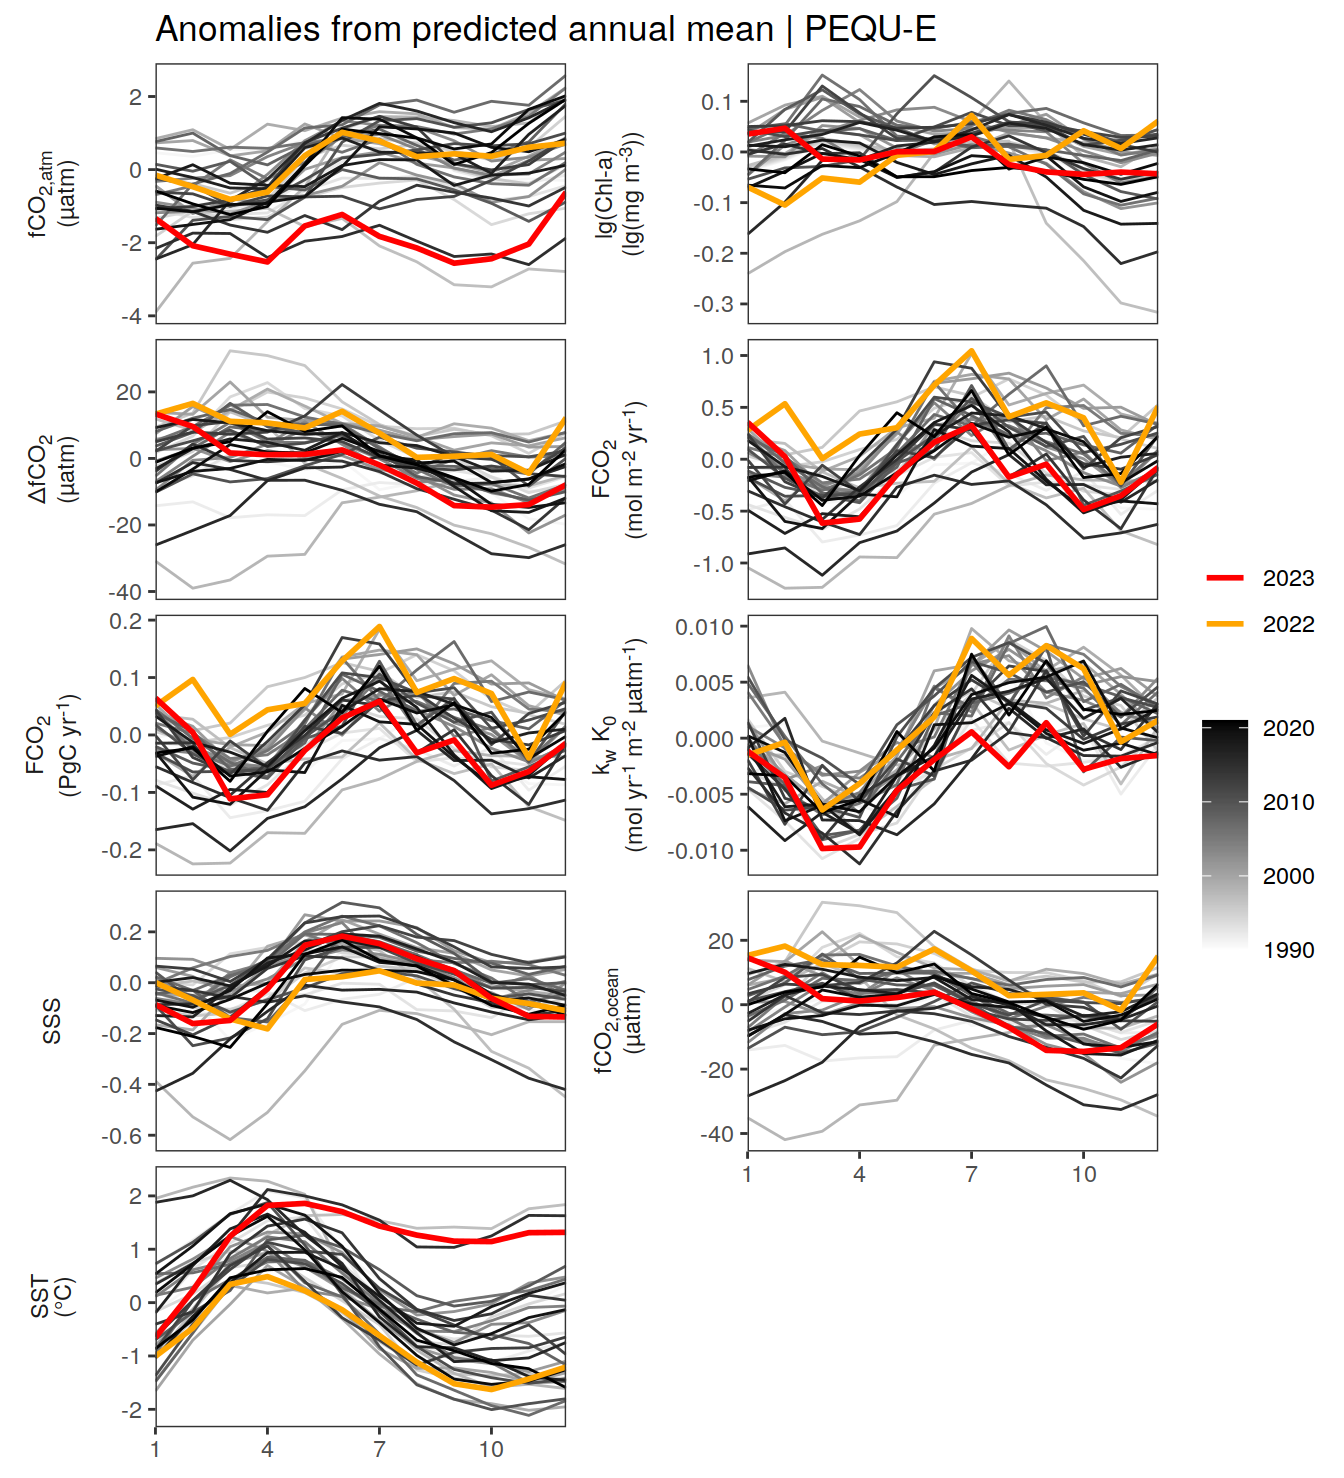 Anomalies from predicted annual mean | PEQU-E
fCO2,atm
(µatm)
2
0
-2
-4
lg(Chl-a)
(lg(mg m-3))
0.1
0.0
-0.1
-0.2
-0.3
ΔfCO2
(µatm)
20
0
-20
-40
FCO2
(mol m-2 yr-1)
1.0
0.5
0.0
-0.5
-1.0
FCO2
(PgC yr-1)
0.2
0.1
0.0
-0.1
-0.2
kw K0
(mol yr-1 m-2 µatm-1)
0.010
0.005
0.000
-0.005
-0.010
SSS
0.2
0.0
-0.2
-0.4
-0.6
fCO2,ocean
(µatm)
20
0
-20
-40
1 4 7 10
SST
(°C)
2
1
0
-1
-2
1 4 7 10
2023
2022
2020
2010
2000
1990